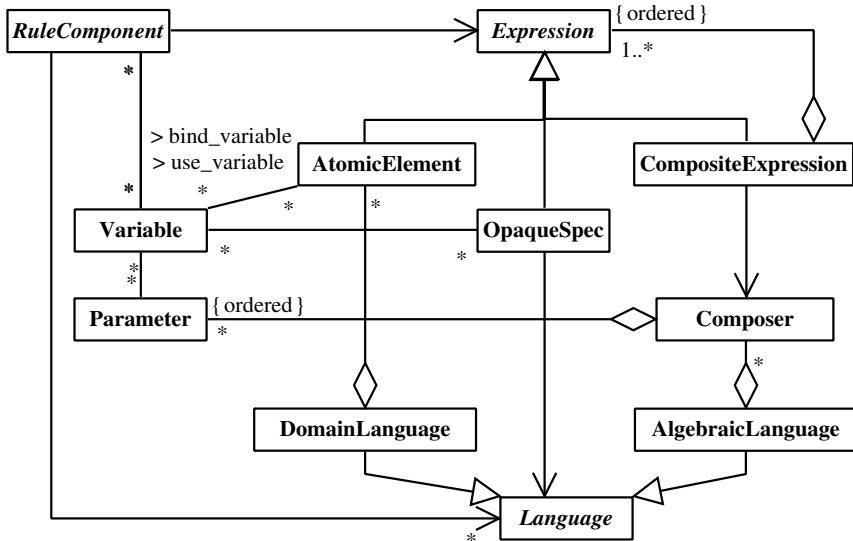 RuleComponent
Expression
{ ordered }
1..*
*
> bind_variable
> use_variable
AtomicElement
CompositeExpression
*
*
*
*
Variable
OpaqueSpec
*
*
*
*
{ ordered }
Parameter
*
Composer
*
DomainLanguage
AlgebraicLanguage
Language
*